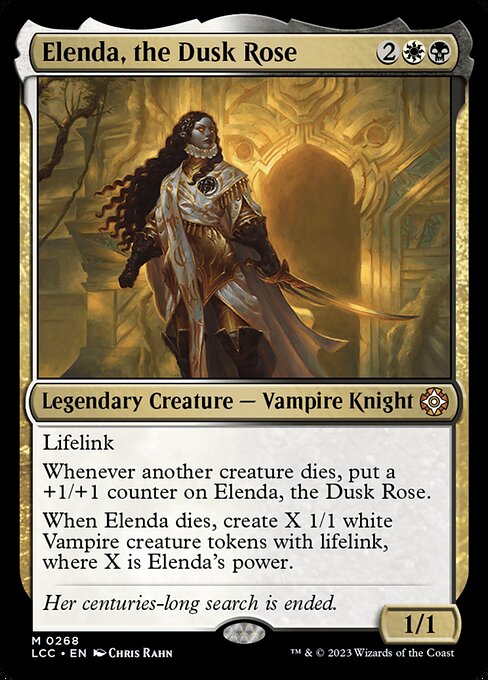 Elenda, the Dusk Rose 2
Legendary Creature — Vampire Knight
Lifelink
Whenever another creature dies, put a
+1/+1 counter on Elenda, the Dusk Rose.
When Elenda dies, create X 1/1 white
Vampire creature tokens with lifelink,
where X is Elenda's power.
Her centuries-long search is ended.
1/1
M 0268
LCC • EN Chris Rahn
™ & © 2023 Wizards of the Coast